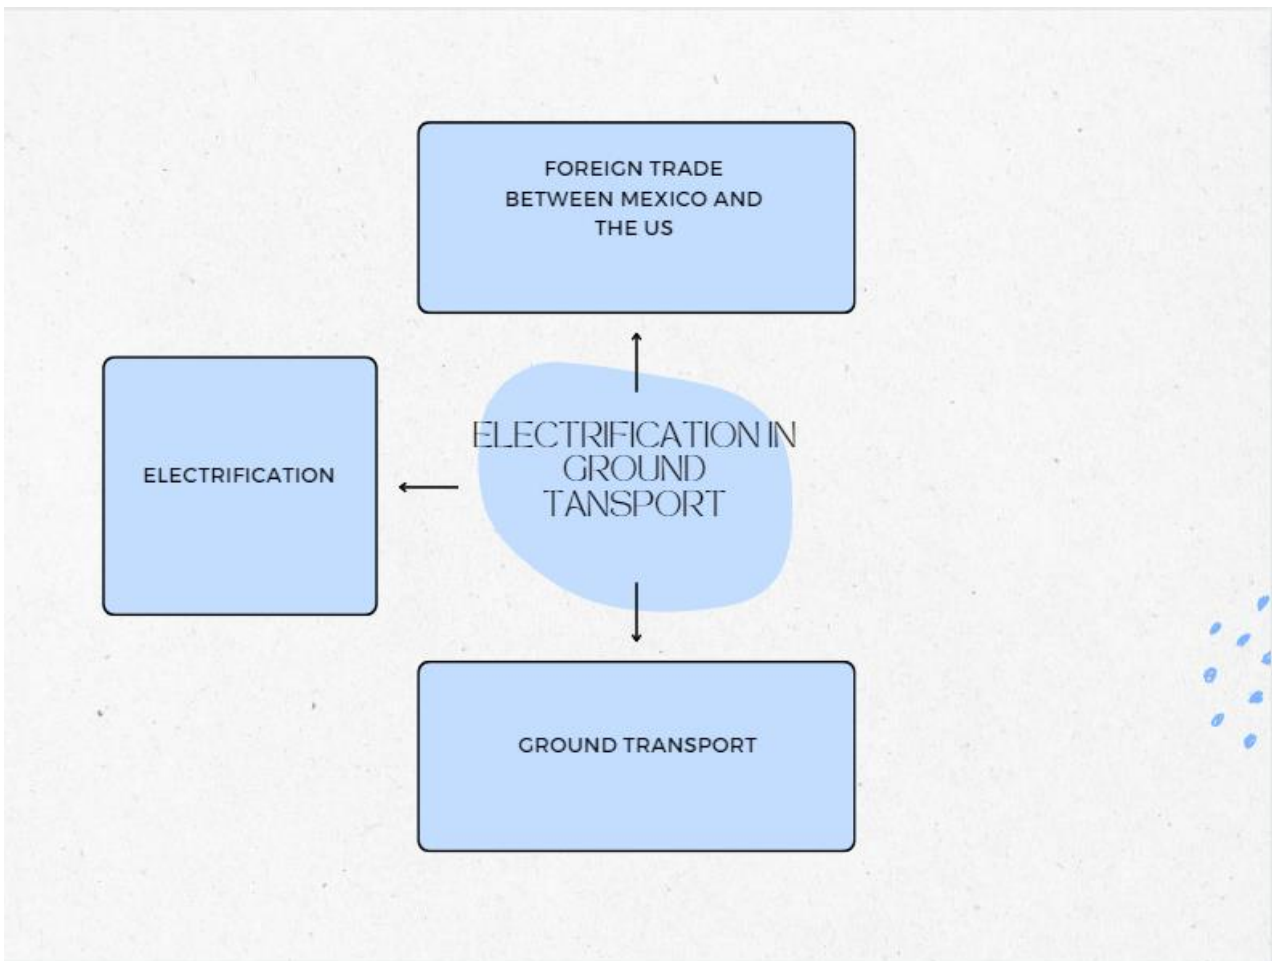 FOREIGN TRADE
BETWEEN MEXICO AND
THE US
ELECTRIFICATION
ELECTRIFICATION IN
GROUND
TANSPORT
GROUND TRANSPORT